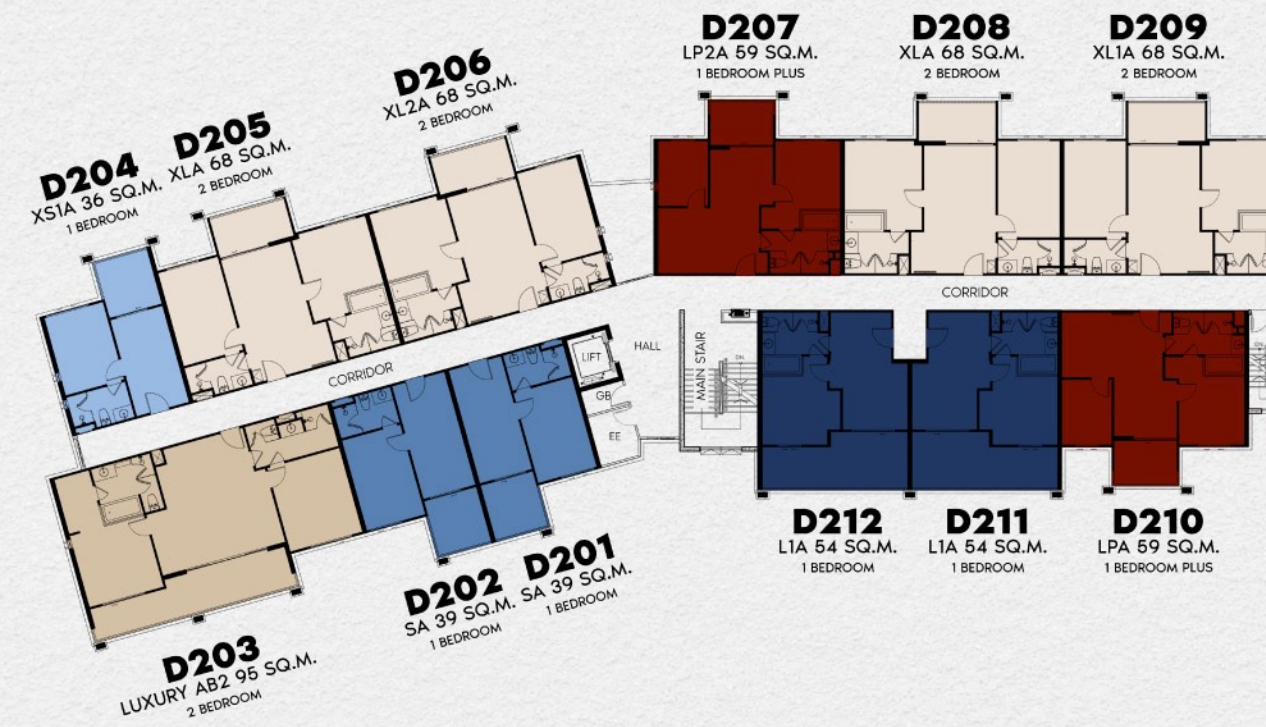 D207
LP2A 59 SQ.M.
1 BEDROOM PLUS
D208
XLA 68 SQ.M.
2 BEDROOM
D209
XL1A 68 SQ.M.
2 BEDROOM
D206
XL2A 68 SQ.M.
2 BEDROOM
D205
XLA 68 SQ.M.
2 BEDROOM
D204
XS1A 36 SQ.M.
1 BEDROOM
CORRIDOR
CORRIDOR
LIFT
HALL
MAIN STAIR
DN.
GB
EE
D212
L1A 54 SQ.M.
1 BEDROOM
D211
L1A 54 SQ.M.
1 BEDROOM
D210
LPA 59 SQ.M.
1 BEDROOM PLUS
D201
SA 39 SQ.M.
1 BEDROOM
D202
SA 39 SQ.M.
1 BEDROOM
D203
LUXURY AB2 95 SQ.M.
2 BEDROOM